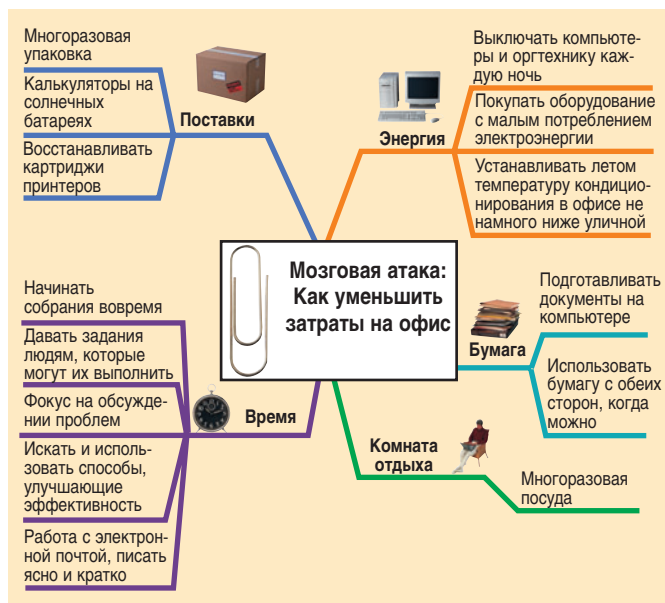 Мозговая атака:
Как уменьшить
затраты на офис
Поставки
Многоразовая
упаковка
Калькуляторы на
солнечных
батареях
Восстанавливать
картриджи
принтеров
Энергия
Выключать компьюте-
ры и оргтехнику каж-
дую ночь
Покупать оборудование
с малым потреблением
электроэнергии
Устанавливать летом
температуру кондицио-
нирования в офисе не
намного ниже уличной
Бумага
Подготавливать
документы на
компьютере
Использовать
бумагу с обеих
сторон, когда
можно
Комната
отдыха
Многоразовая
посуда
Время
Начинать
собрания вовремя
Давать задания
людям, которые
могут их выполнить
Фокус на обсужде-
нии проблем
Искать и исполь-
зовать способы,
улучшающие
эффективность
Работа с электрон-
ной почтой, писать
ясно и кратко